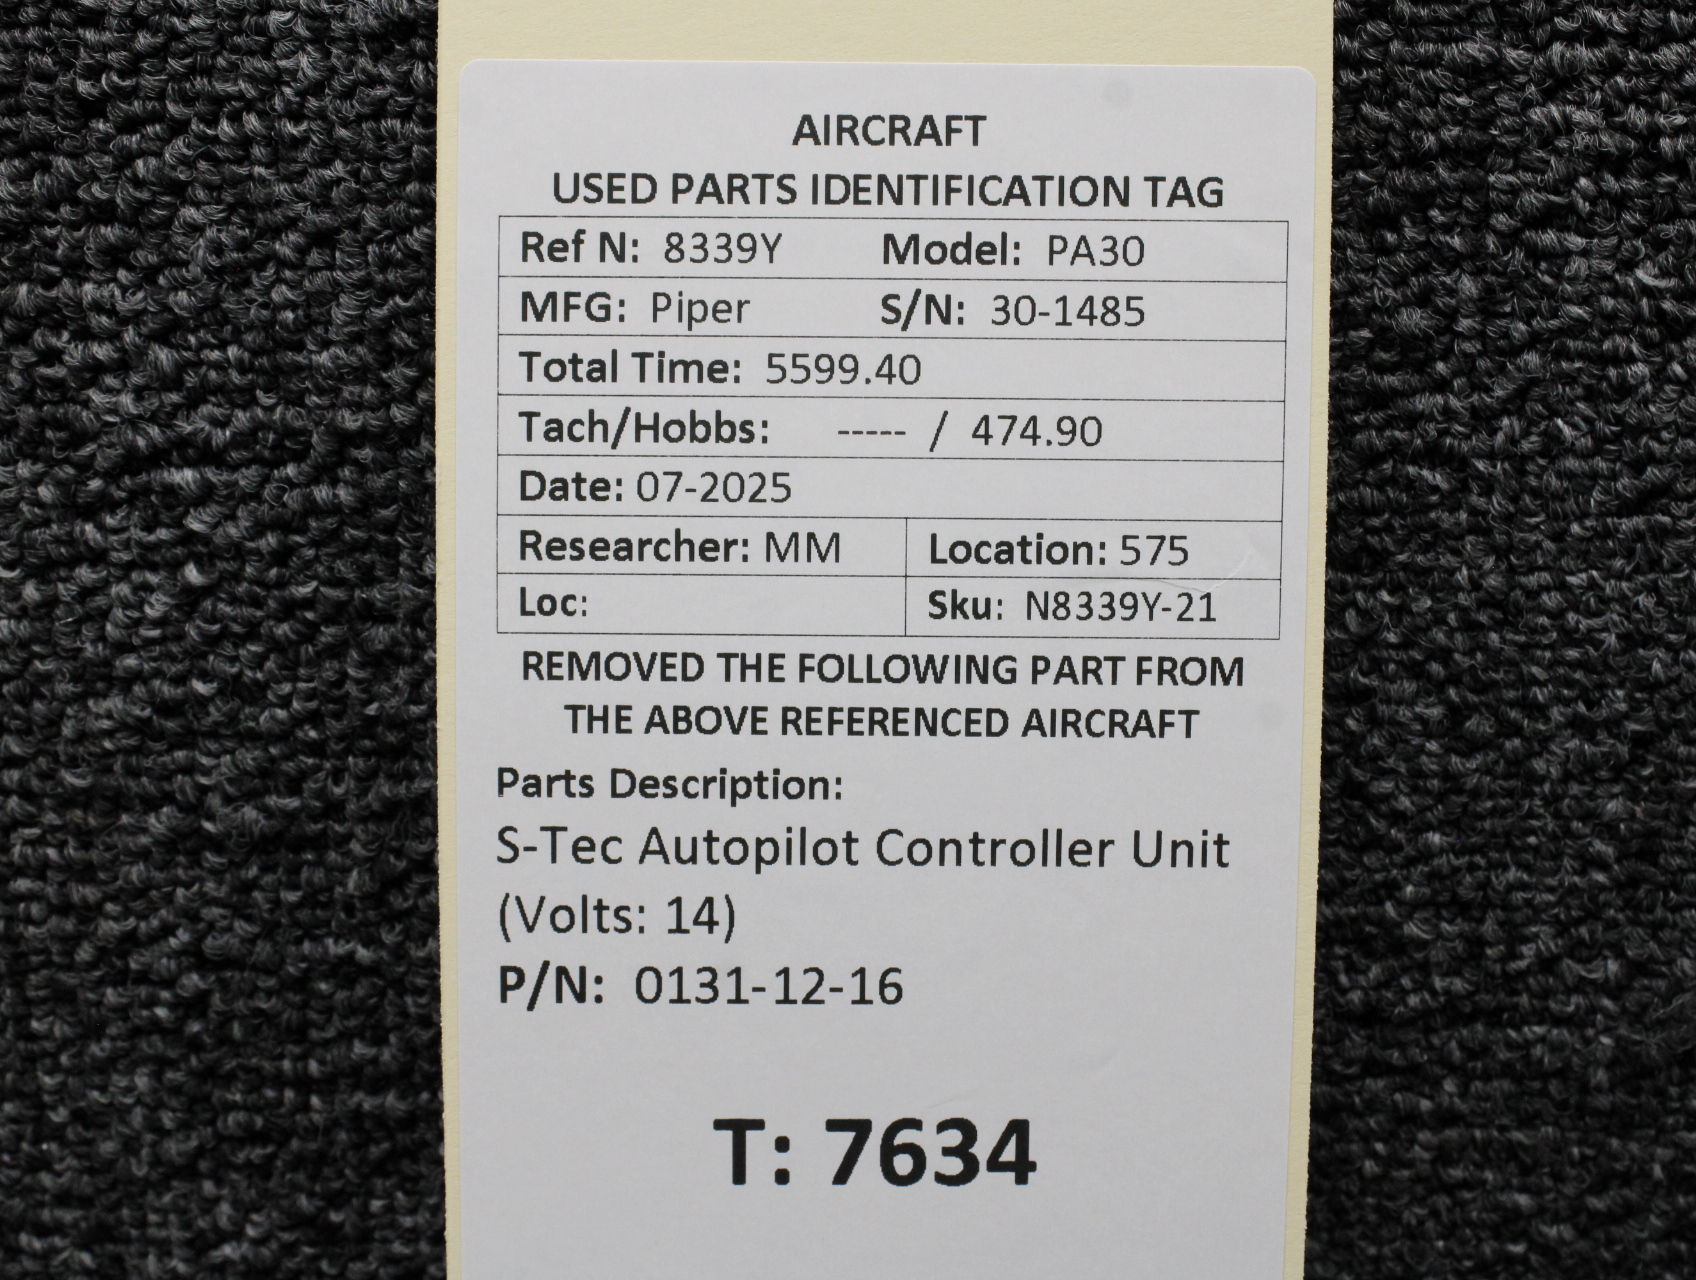 AIRCRAFT
USED PARTS IDENTIFICATION TAG
Ref N: 8339Y Model: PA30
MFG: Piper S/N: 30-1485
Total Time: 5599.40
Tach/Hobbs: ----- / 474.90
Date: 07-2025
Researcher: MM Location: 575
Loc: Sku: N8339Y-21
REMOVED THE FOLLOWING PART FROM
THE ABOVE REFERENCED AIRCRAFT
Parts Description:
S-Tec Autopilot Controller Unit
(Volts: 14)
P/N: 0131-12-16
T: 7634